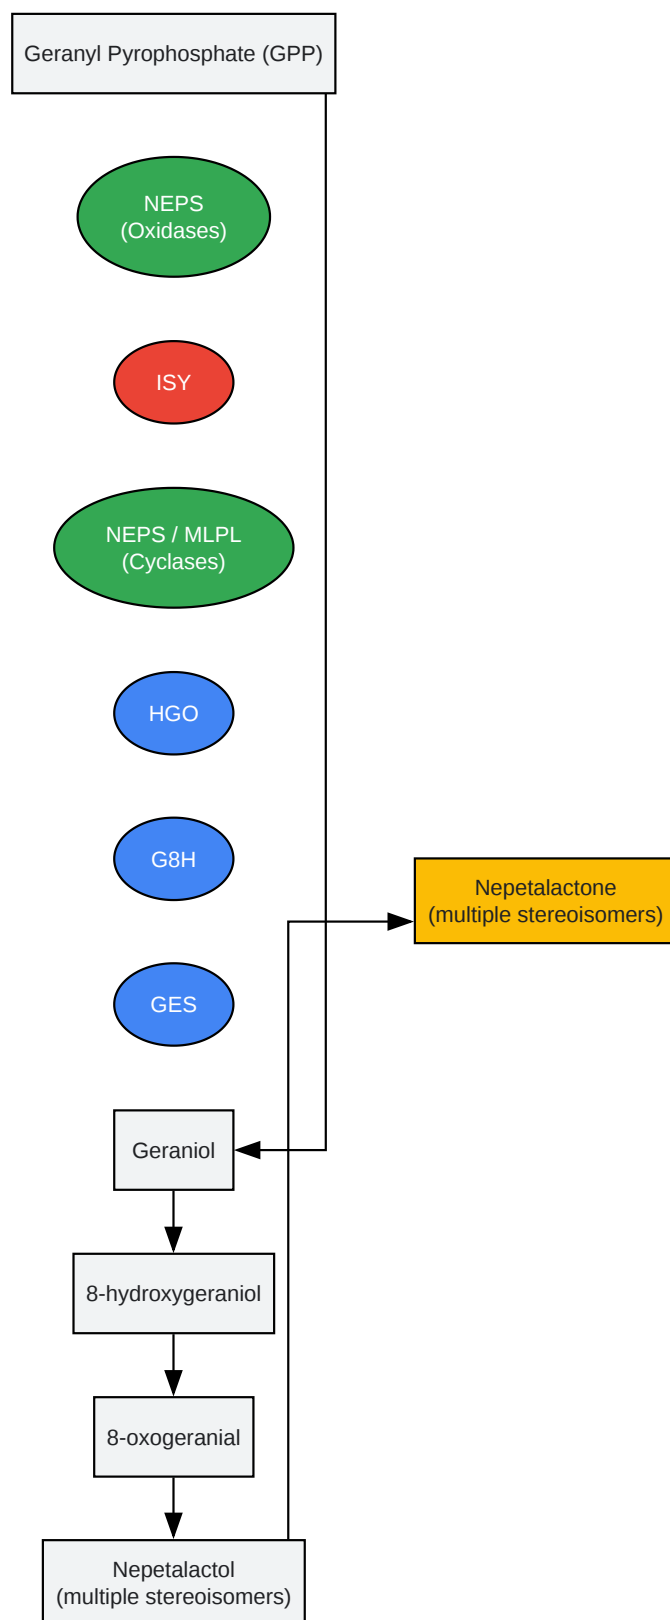 Geranyl Pyrophosphate (GPP)
NEPS
(Oxidases)
ISY
NEPS / MLPL
(Cyclases)
HGO
G8H
Nepetalactone
(multiple stereoisomers)
GES
Geraniol
8-hydroxygeraniol
8-oxogeranial
Nepetalactol
(multiple stereoisomers)